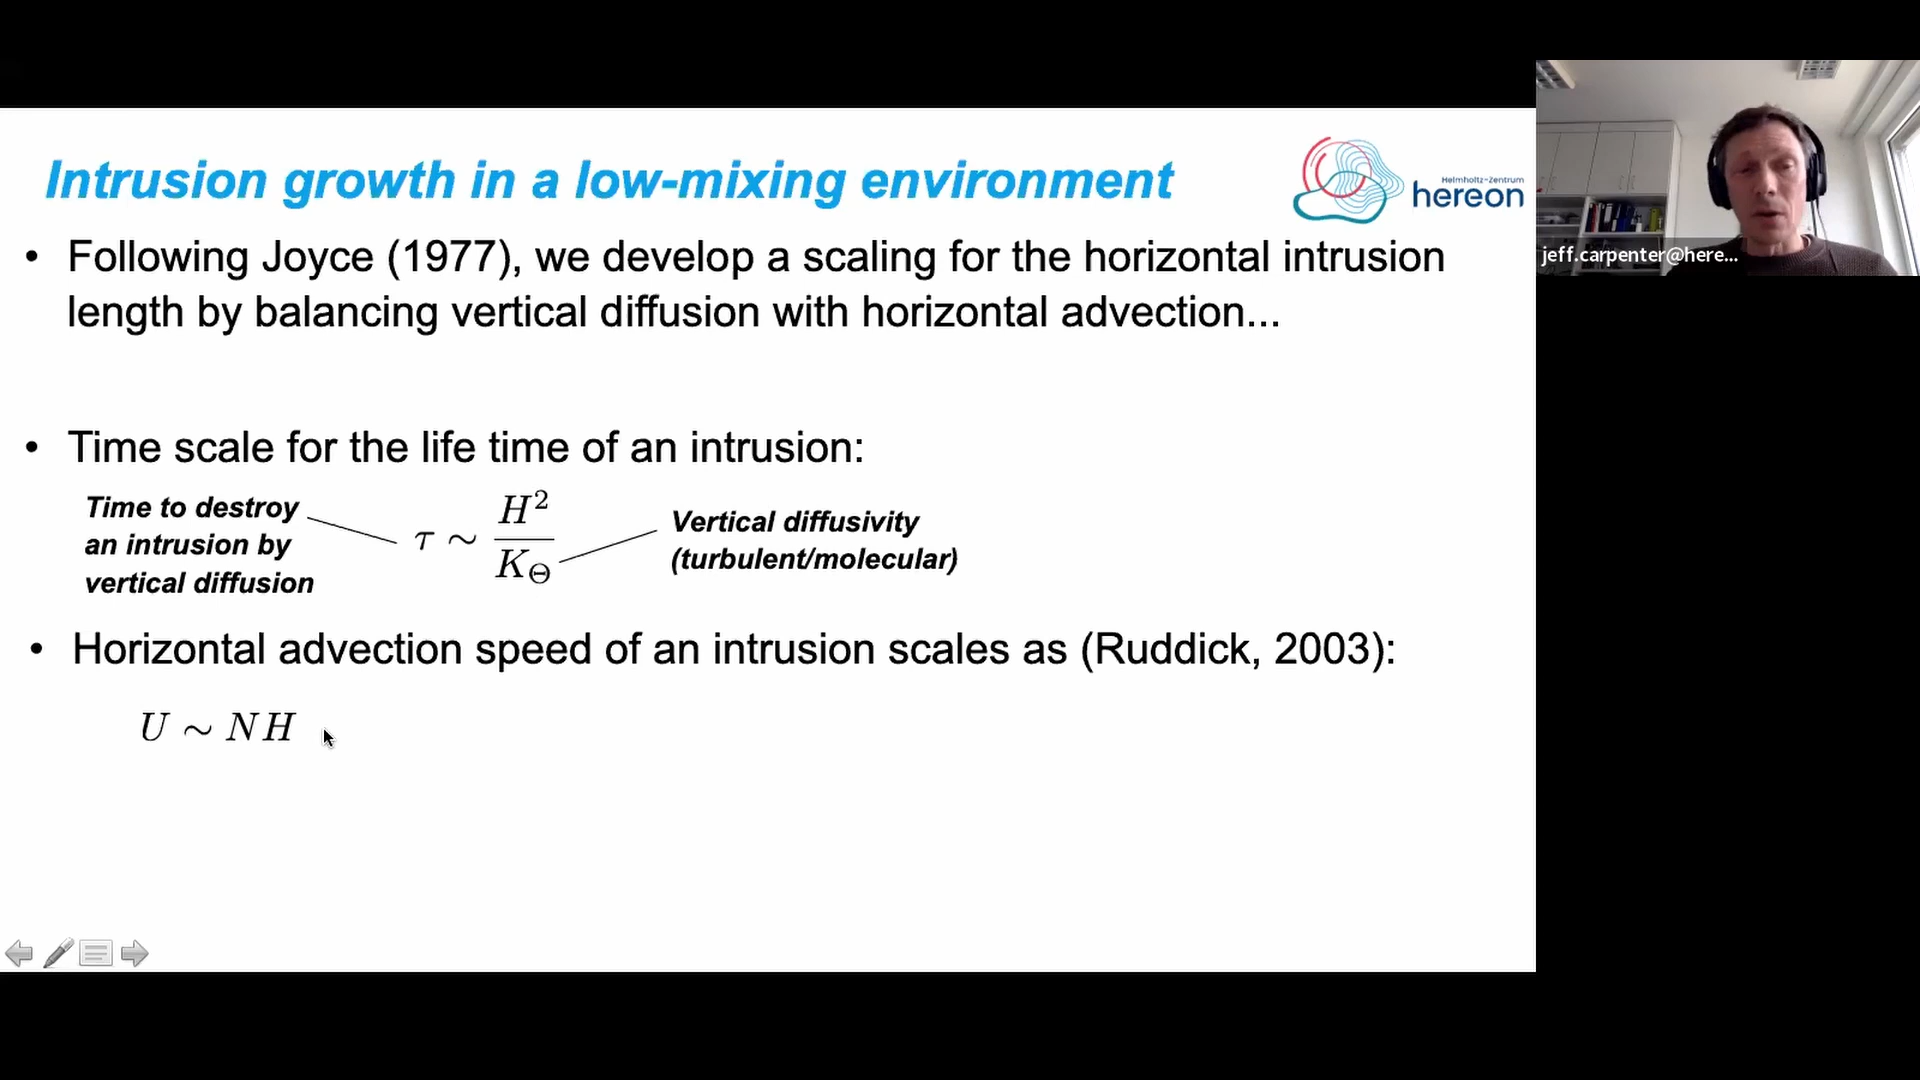 Intrusion growth in a low-mixing environment
Helmholtz-Zentrum
hereon
• Following Joyce (1977), we develop a scaling for the horizontal intrusion
length by balancing vertical diffusion with horizontal advection...
• Time scale for the life time of an intrusion:
Time to destroy
an intrusion by
vertical diffusion
τ ∼ H² / K_Θ
Vertical diffusivity
(turbulent/molecular)
• Horizontal advection speed of an intrusion scales as (Ruddick, 2003):
U ∼ NH
jeff.carpenter@here...